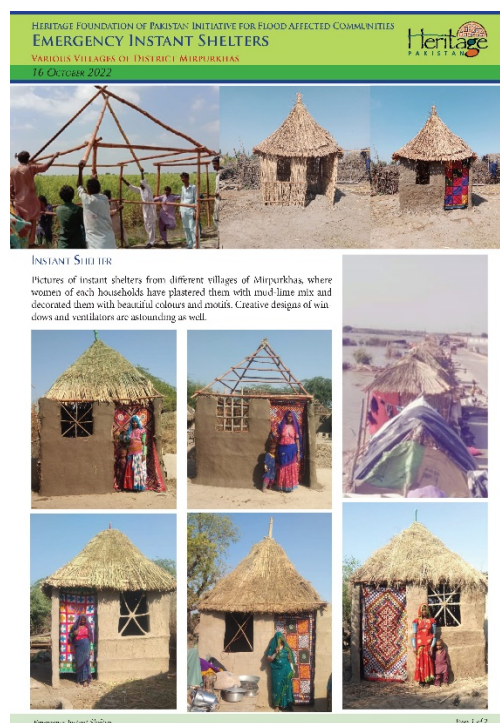 HERITAGE FOUNDATION OF PAKISTAN INITIATIVE FOR FLOOD AFFECTED COMMUNITIES
EMERGENCY INSTANT SHELTERS
VARIOUS VILLAGES OF DISTRICT MIRPURKHAS
16 OCTOBER 2022
Heritage
PAKISTAN
INSTANT SHELTER
Pictures of instant shelters from different villages of Mirpurkhas, where
women of each households have plastered them with mud-lime mix and
decorated them with beautiful colours and motifs. Creative designs of win-
dows and ventilators are astounding as well.
Emergency Instant Shelters